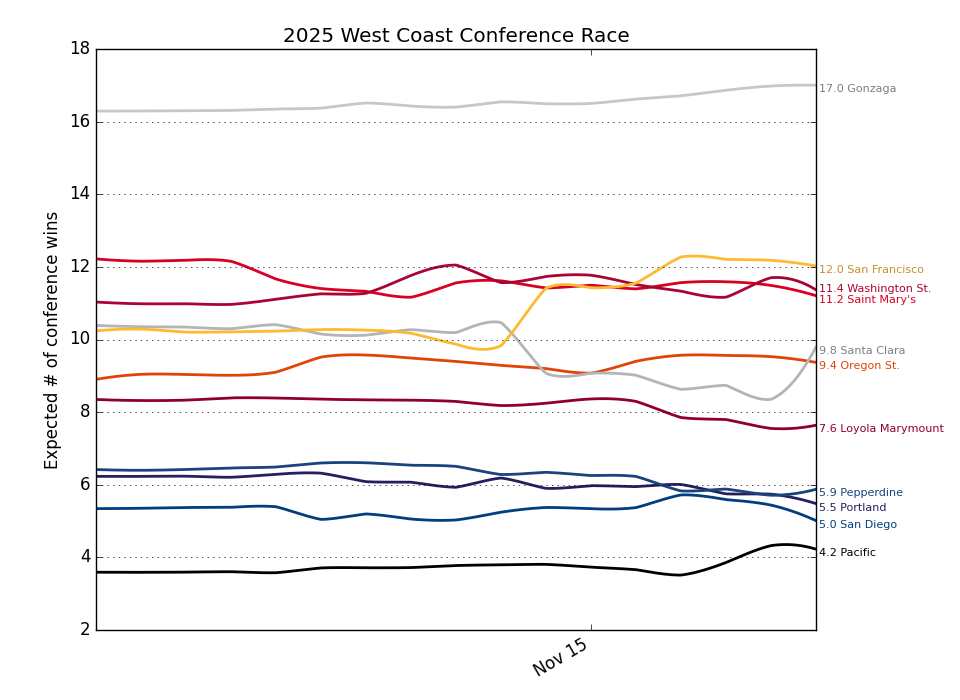 2025 West Coast Conference Race
Expected # of conference wins
18
16
14
12
10
8
6
4
2
Nov 15
17.0 Gonzaga
12.0 San Francisco
11.4 Washington St.
11.2 Saint Mary's
9.8 Santa Clara
9.4 Oregon St.
7.6 Loyola Marymount
5.9 Pepperdine
5.5 Portland
5.0 San Diego
4.2 Pacific